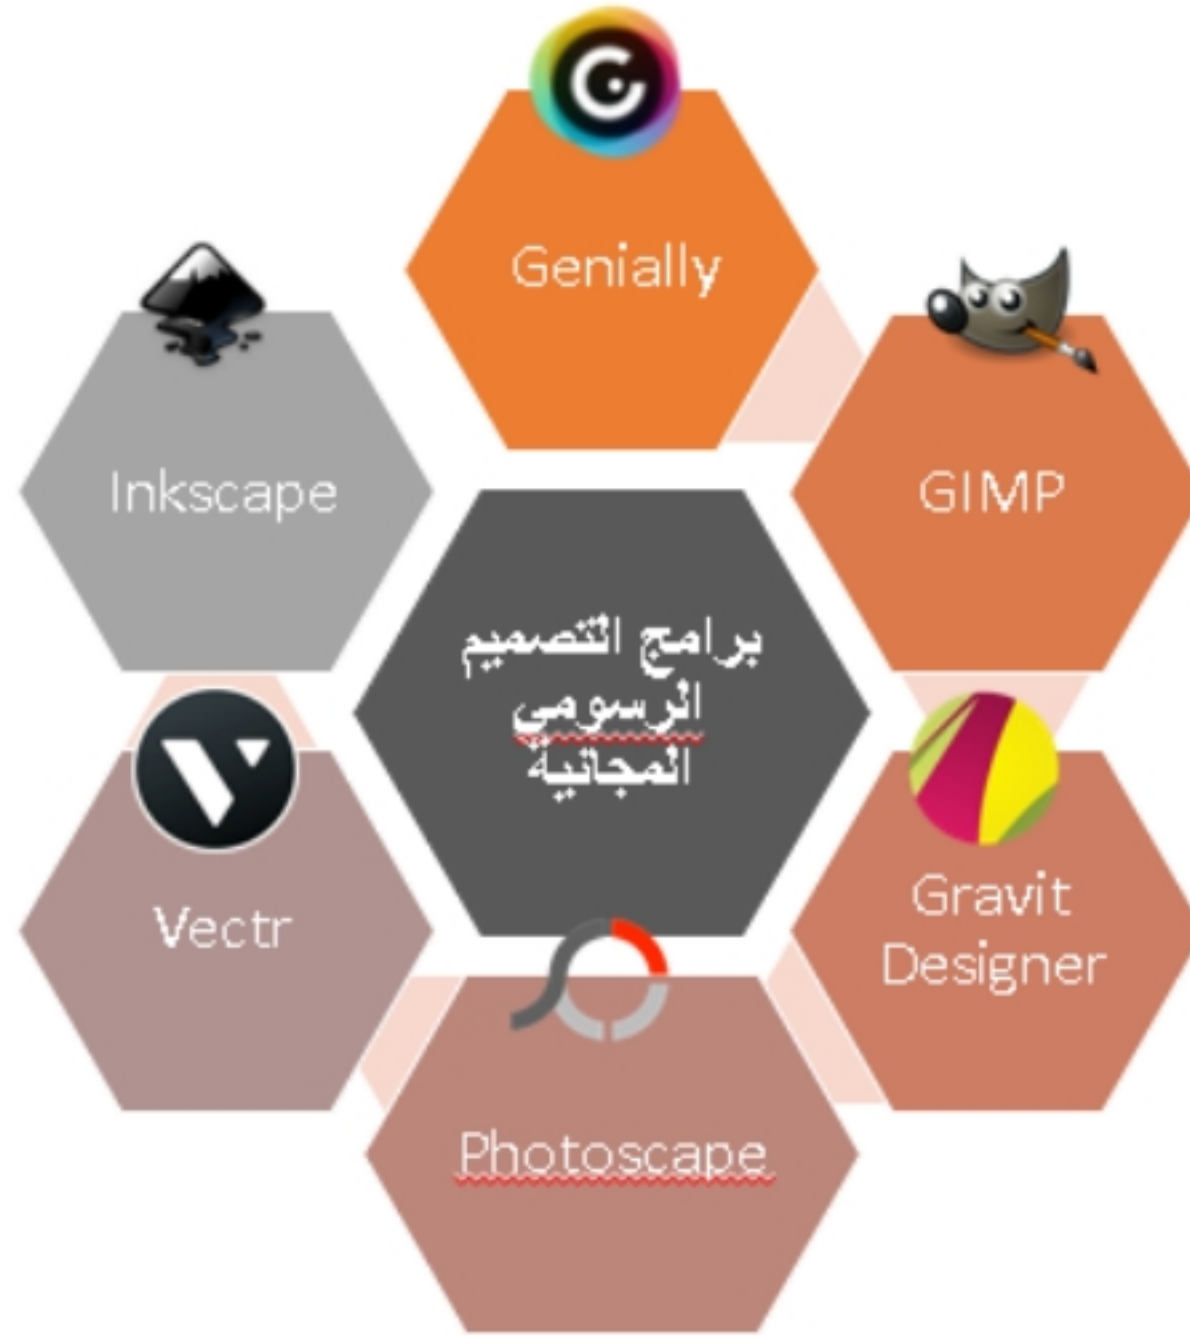 Genially
GIMP
Inkscape
برامج التصميم
الرسومي
المجانية
Gravit
Designer
Vectr
Photoscape